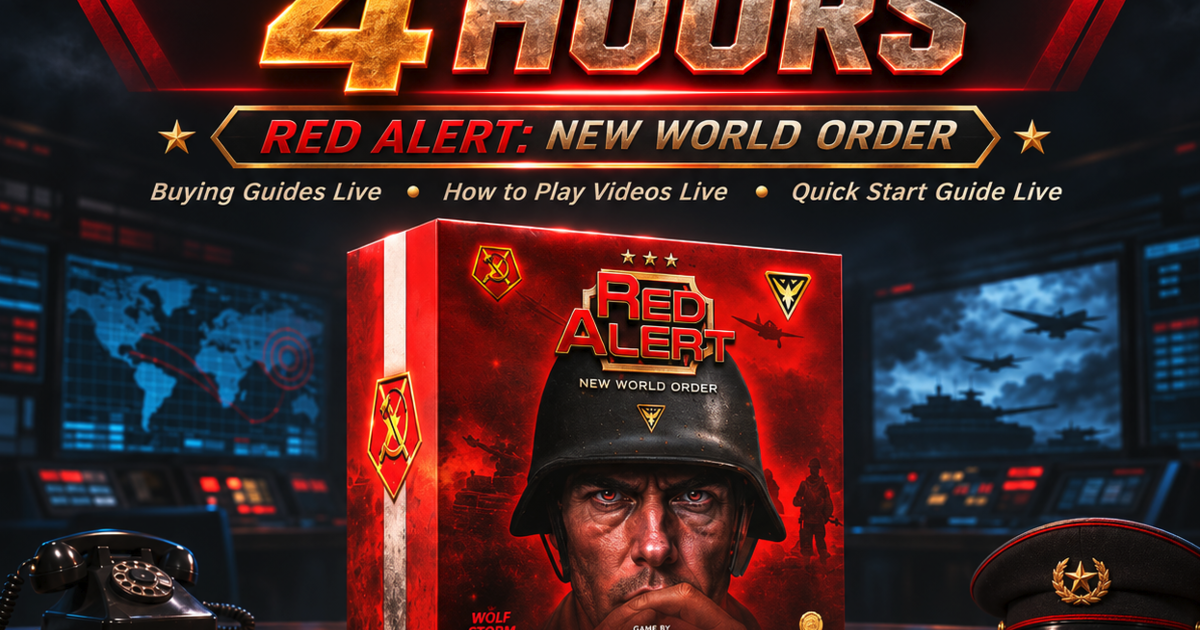 4 HOURS
RED ALERT: NEW WORLD ORDER
Buying Guides Live • How to Play Videos Live • Quick Start Guide Live
RED
ALERT
NEW WORLD ORDER
WOLF
STORM
GAME BY